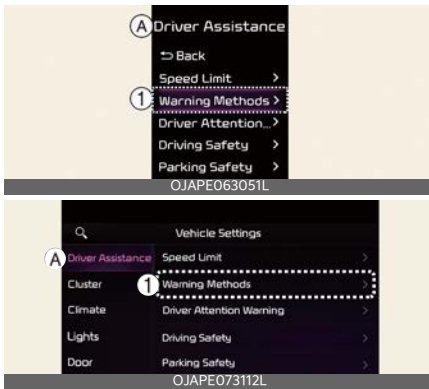 A Driver Assistance
Back
Speed Limit >
1 Warning Methods >
Driver Attention... >
Driving Safety >
Parking Safety >
OJAPE063051L
Vehicle Settings
A Driver Assistance Speed Limit >
Cluster 1 Warning Methods >
Climate Driver Attention Warning >
Lights Driving Safety >
Door Parking Safety >
OJAPE073112L